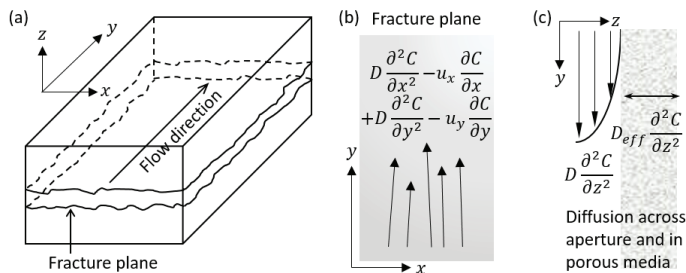 (a)
z
y
x
Flow direction
Fracture plane
(b)
Fracture plane
D ∂²C/∂x² − u_x ∂C/∂x
+D ∂²C/∂y² − u_y ∂C/∂y
y
x
(c)
z
y
D_eff ∂²C/∂z²
D ∂²C/∂z²
Diffusion across
aperture and in
porous media